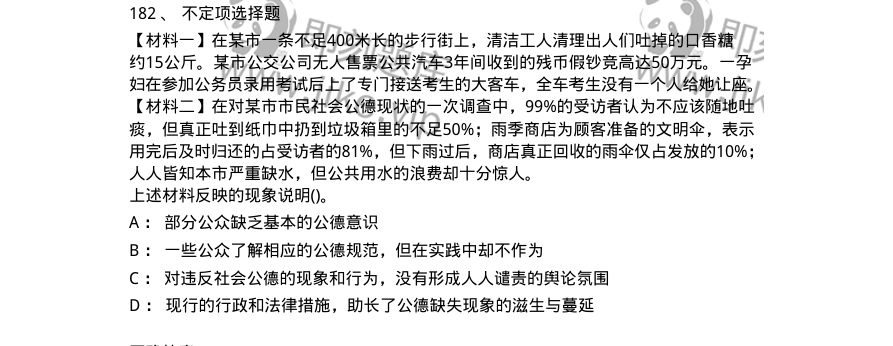 182 、 不定项选择题
【材料一】在某市一条不足400米长的步行街上，清洁工人清理出人们吐掉的口香糖
约15公斤。某市公交公司无人售票公共汽车3年间收到的残币假钞竞高达50万元。一孕
妇在参加公务员录用考试后上了专门接送考生的大客车，全车考生没有一个人给她让座。
【材料二】在对某市市民社会公德现状的一次调查中，99%的受访者认为不应该随地吐
痰，但真正吐到纸巾中扔到垃圾箱里的不足50%；雨季商店为顾客准备的文明伞，表示
用完后及时归还的占受访者的81%，但下雨过后，商店真正回收的雨伞仅占发放的10%；
人人皆知本市严重缺水，但公共用水的浪费却十分惊人。
上述材料反映的现象说明()。
A ： 部分公众缺乏基本的公德意识
B ： 一些公众了解相应的公德规范，但在实践中却不作为
C ： 对违反社会公德的现象和行为，没有形成人人谴责的舆论氛围
D ： 现行的行政和法律措施，助长了公德缺失现象的滋生与蔓延